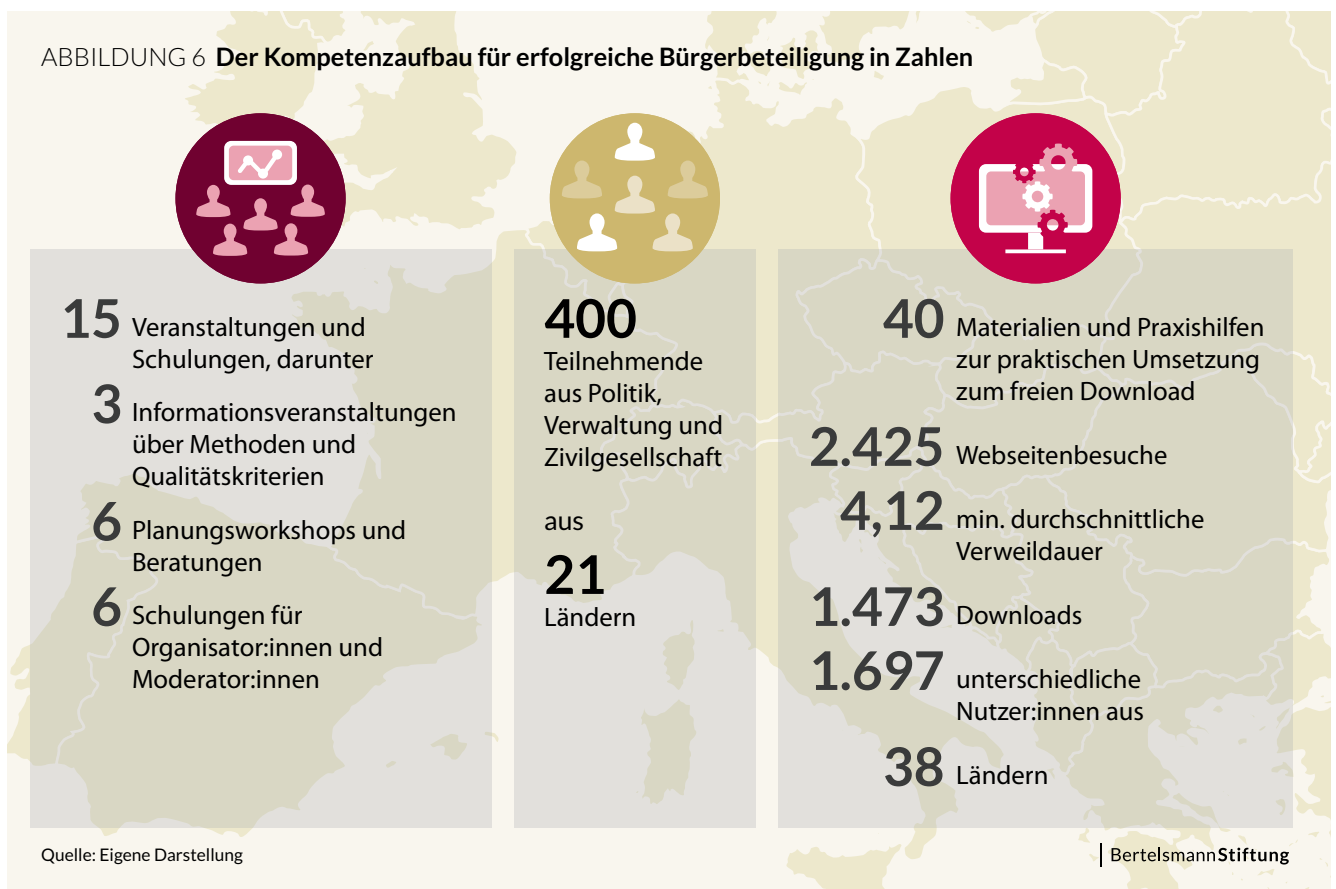 ABBILDUNG 6 Der Kompetenzaufbau für erfolgreiche Bürgerbeteiligung in Zahlen
15 Veranstaltungen und
Schulungen, darunter
3 Informationsveranstaltungen
über Methoden und
Qualitätskriterien
6 Planungsworkshops und
Beratungen
6 Schulungen für
Organisator:innen und
Moderator:innen
400
Teilnehmende
aus Politik,
Verwaltung und
Zivilgesellschaft
aus
21
Ländern
40 Materialien und Praxishilfen
zur praktischen Umsetzung
zum freien Download
2.425 Webseitenbesuche
4,12 min. durchschnittliche
Verweildauer
1.473 Downloads
1.697 unterschiedliche
Nutzer:innen aus
38 Ländern
Quelle: Eigene Darstellung
BertelsmannStiftung